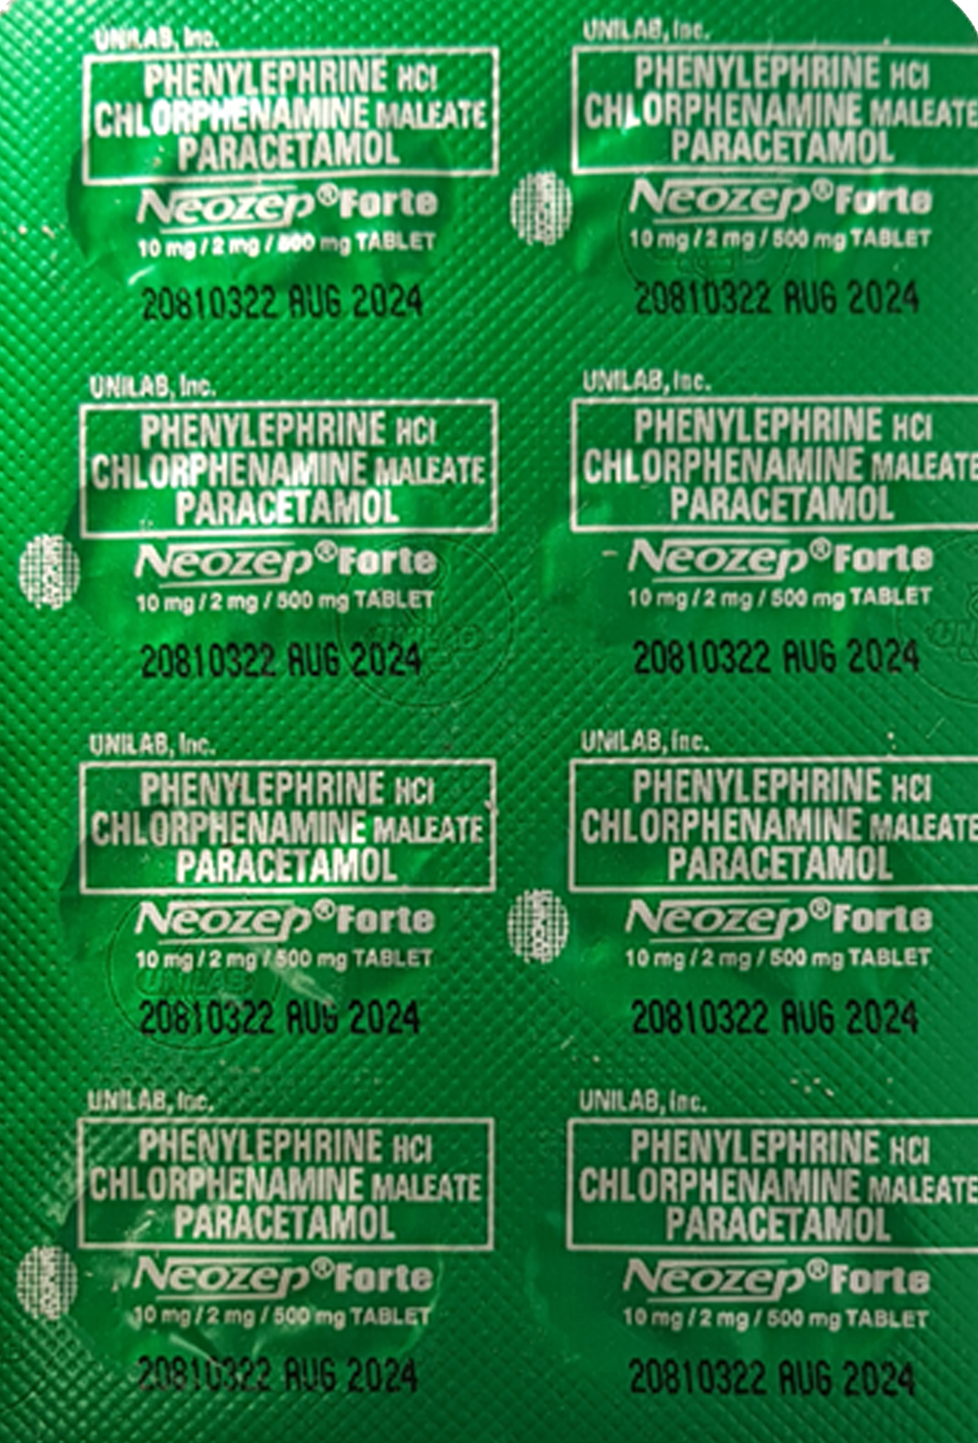 UNILAB, Inc.
PHENYLEPHRINE HCl
CHLORPHENAMINE MALEATE
PARACETAMOL
Neozep®Forte
10 mg / 2 mg / 500 mg TABLET
20810322 AUG 2024
UNILAB, Inc.
PHENYLEPHRINE HCl
CHLORPHENAMINE MALEATE
PARACETAMOL
Neozep®Forte
10 mg / 2 mg / 500 mg TABLET
20810322 AUG 2024
UNILAB, Inc.
PHENYLEPHRINE HCl
CHLORPHENAMINE MALEATE
PARACETAMOL
Neozep®Forte
10 mg / 2 mg / 500 mg TABLET
20810322 AUG 2024
UNILAB
UNILAB, Inc.
PHENYLEPHRINE HCl
CHLORPHENAMINE MALEATE
PARACETAMOL
Neozep®Forte
10 mg / 2 mg / 500 mg TABLET
20810322 AUG 2024
UNILAB, Inc.
PHENYLEPHRINE HCl
CHLORPHENAMINE MALEATE
PARACETAMOL
Neozep®Forte
10 mg / 2 mg / 500 mg TABLET
UNILAB
20810322 AUG 2024
UNILAB, Inc.
PHENYLEPHRINE HCl
CHLORPHENAMINE MALEATE
PARACETAMOL
Neozep®Forte
10 mg / 2 mg / 500 mg TABLET
20810322 AUG 2024
UNILAB, Inc.
PHENYLEPHRINE HCl
CHLORPHENAMINE MALEATE
PARACETAMOL
Neozep®Forte
10 mg / 2 mg / 500 mg TABLET
20810322 AUG 2024
UNILAB, Inc.
PHENYLEPHRINE HCl
CHLORPHENAMINE MALEATE
PARACETAMOL
Neozep®Forte
10 mg / 2 mg / 500 mg TABLET
20810322 AUG 2024